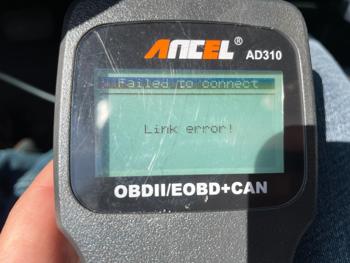 ANCEL
AD310
Failed to connect
Link error!
OBDII/EOBD+CAN